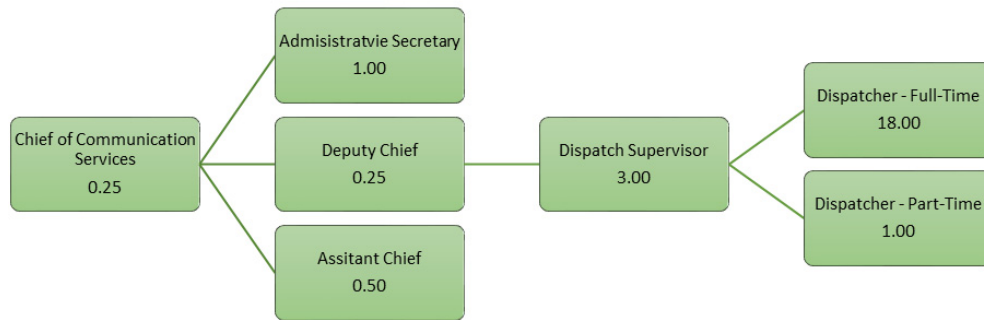 Chief of Communication
Services
0.25
Admisistratvie Secretary
1.00
Deputy Chief
0.25
Assitant Chief
0.50
Dispatch Supervisor
3.00
Dispatcher - Full-Time
18.00
Dispatcher - Part-Time
1.00